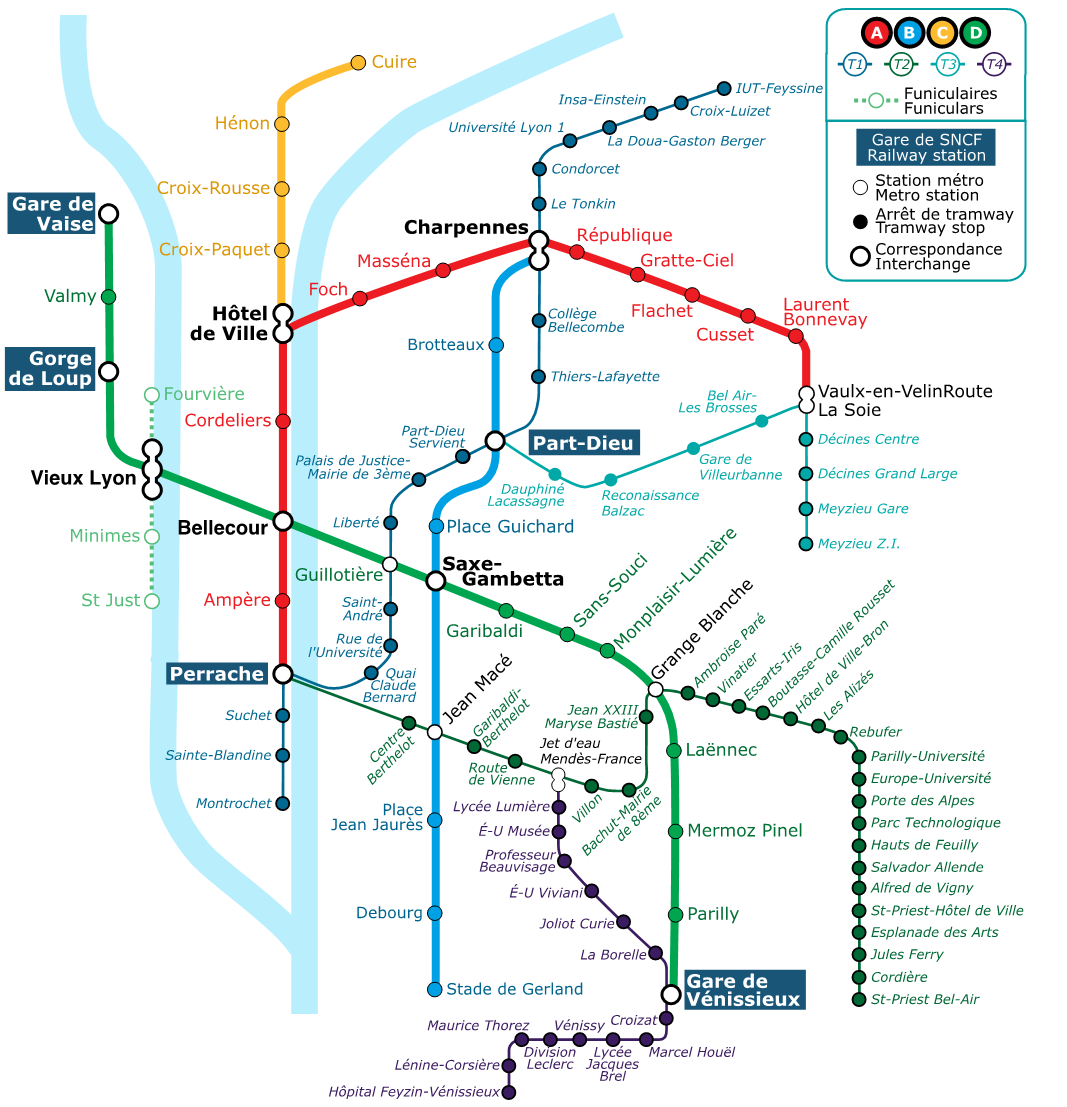 A B C D
T1 T2 T3 T4
Funiculaires
Funiculars
Gare de SNCF
Railway station
Station métro
Metro station
Arrêt de tramway
Tramway stop
Correspondance
Interchange
Cuire
Hénon
Croix-Rousse
Croix-Paquet
Hôtel
de Ville
Gare de
Vaise
Valmy
Gorge
de Loup
Fourvière
Vieux Lyon
Minimes
St Just
Cordeliers
Bellecour
Ampère
Perrache
Suchet
Sainte-Blandine
Montrochet
Foch
Masséna
Charpennes
République
Gratte-Ciel
Flachet
Cusset
Laurent
Bonnevay
Vaulx-en-VelinRoute
La Soie
IUT-Feyssine
Croix-Luizet
Insa-Einstein
La Doua-Gaston Berger
Université Lyon 1
Condorcet
Le Tonkin
Collège
Bellecombe
Thiers-Lafayette
Brotteaux
Part-Dieu
Part-Dieu
Servient
Palais de Justice-
Mairie de 3ème
Liberté
Guillotière
Saint-
André
Rue de
l'Université
Quai
Claude
Bernard
Place Guichard
Saxe-
Gambetta
Jean Macé
Place
Jean Jaurès
Debourg
Stade de Gerland
Dauphiné
Lacassagne
Reconaissance
Balzac
Gare de
Villeurbanne
Bel Air-
Les Brosses
Décines Centre
Décines Grand Large
Meyzieu Gare
Meyzieu Z.I.
Garibaldi
Sans-Souci
Monplaisir-Lumière
Grange Blanche
Laënnec
Mermoz Pinel
Parilly
Gare de
Vénissieux
Centre
Berthelot
Garibaldi-
Berthelot
Route
de Vienne
Jet d'eau
Mendès-France
Villon
Bachut-Mairie
de 8ème
Jean XXIII
Maryse Bastié
Ambroise Paré
Vinatier
Essarts-Iris
Boutasse-Camille Rousset
Hôtel de Ville-Bron
Les Alizés
Rebufer
Parilly-Université
Europe-Université
Porte des Alpes
Parc Technologique
Hauts de Feuilly
Salvador Allende
Alfred de Vigny
St-Priest-Hôtel de Ville
Esplanade des Arts
Jules Ferry
Cordière
St-Priest Bel-Air
Lycée Lumière
É-U Musée
Professeur
Beauvisage
É-U Viviani
Joliot Curie
La Borelle
Croizat
Marcel Houël
Lycée
Jacques
Brel
Vénissy
Division
Leclerc
Maurice Thorez
Lénine-Corsière
Hôpital Feyzin-Vénissieux